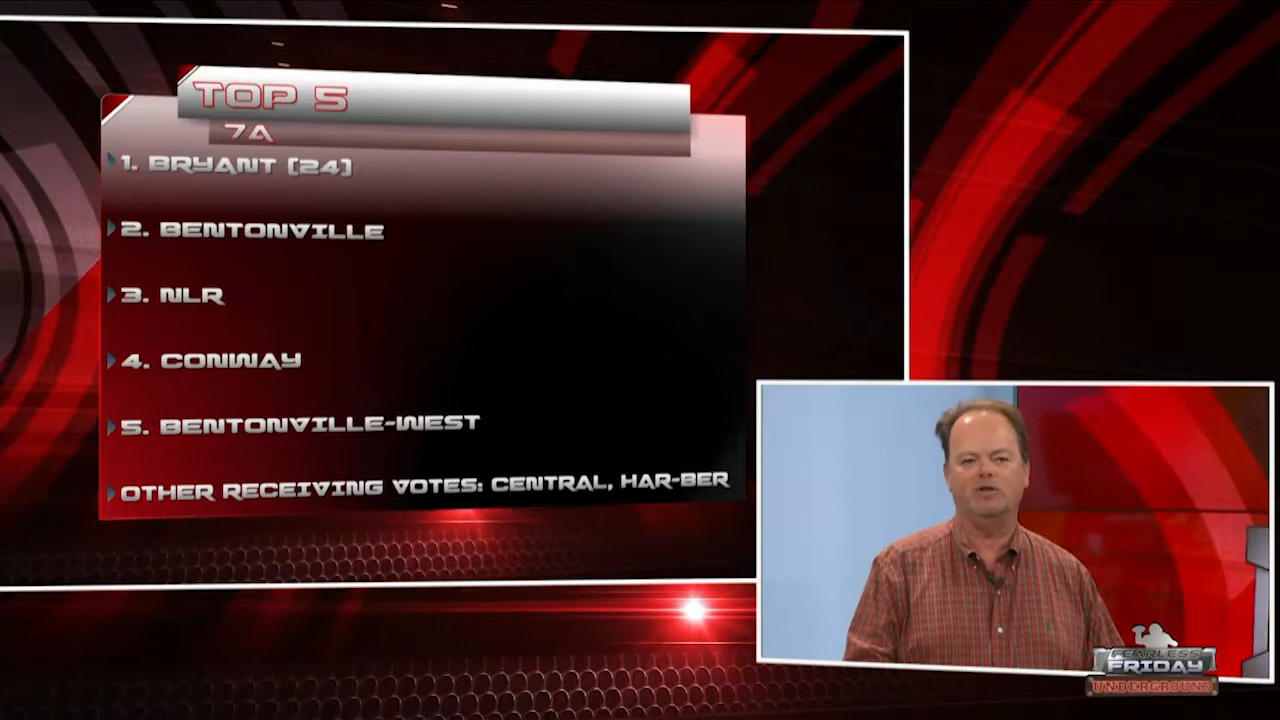 TOP 5
7A
1. BRYANT (24)
2. BENTONVILLE
3. NLR
4. CONWAY
5. BENTONVILLE-WEST
OTHER RECEIVING VOTES: CENTRAL, HAR-BER
FEARLESS
FRIDAY
UNDERGROUND